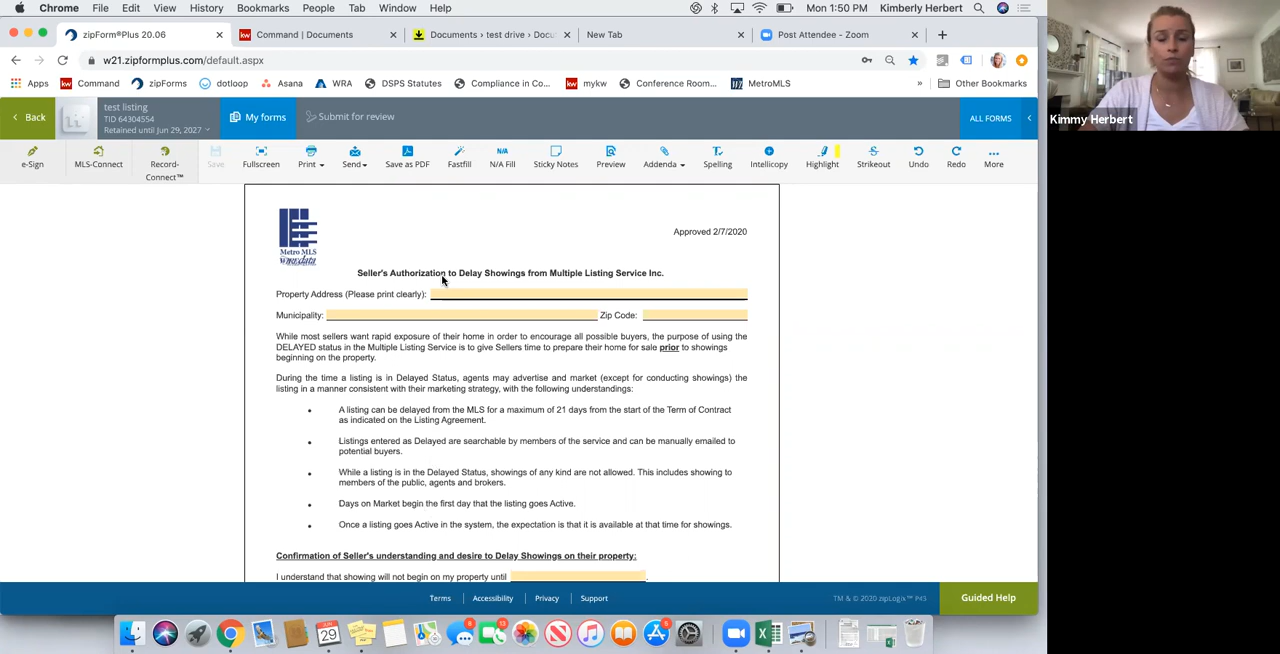 Chrome File Edit View History Bookmarks People Tab Window Help Mon 1:50 PM Kimberly Herbert
zipForm®Plus 20.06 Command | Documents Documents › test drive › Docu New Tab Post Attendee - Zoom
w21.zipformplus.com/default.aspx
Apps Command zipForms dotloop Asana WRA DSPS Statutes Compliance in Co... mykw Conference Room... MetroMLS » Other Bookmarks
Back
test listing
TID 64304554
Retained until Jun 29, 2027
My forms Submit for review ALL FORMS
e-Sign MLS-Connect Record-Connect™ Save Fullscreen Print Send Save as PDF Fastfill N/A Fill Sticky Notes Preview Addenda Spelling Intellicopy Highlight Strikeout Undo Redo More
Kimmy Herbert
Metro MLS
Approved 2/7/2020
Seller's Authorization to Delay Showings from Multiple Listing Service Inc.
Property Address (Please print clearly):
Municipality: Zip Code:
While most sellers want rapid exposure of their home in order to encourage all possible buyers, the purpose of using the
DELAYED status in the Multiple Listing Service is to give Sellers time to prepare their home for sale prior to showings
beginning on the property.
During the time a listing is in Delayed Status, agents may advertise and market (except for conducting showings) the
listing in a manner consistent with their marketing strategy, with the following understandings:
• A listing can be delayed from the MLS for a maximum of 21 days from the start of the Term of Contract
as indicated on the Listing Agreement.
• Listings entered as Delayed are searchable by members of the service and can be manually emailed to
potential buyers.
• While a listing is in the Delayed Status, showings of any kind are not allowed. This includes showing to
members of the public, agents and brokers.
• Days on Market begin the first day that the listing goes Active.
• Once a listing goes Active in the system, the expectation is that it is available at that time for showings.
Confirmation of Seller's understanding and desire to Delay Showings on their property:
I understand that showing will not begin on my property until .
Terms Accessibility Privacy Support TM & © 2020 zipLogix™ P43 Guided Help